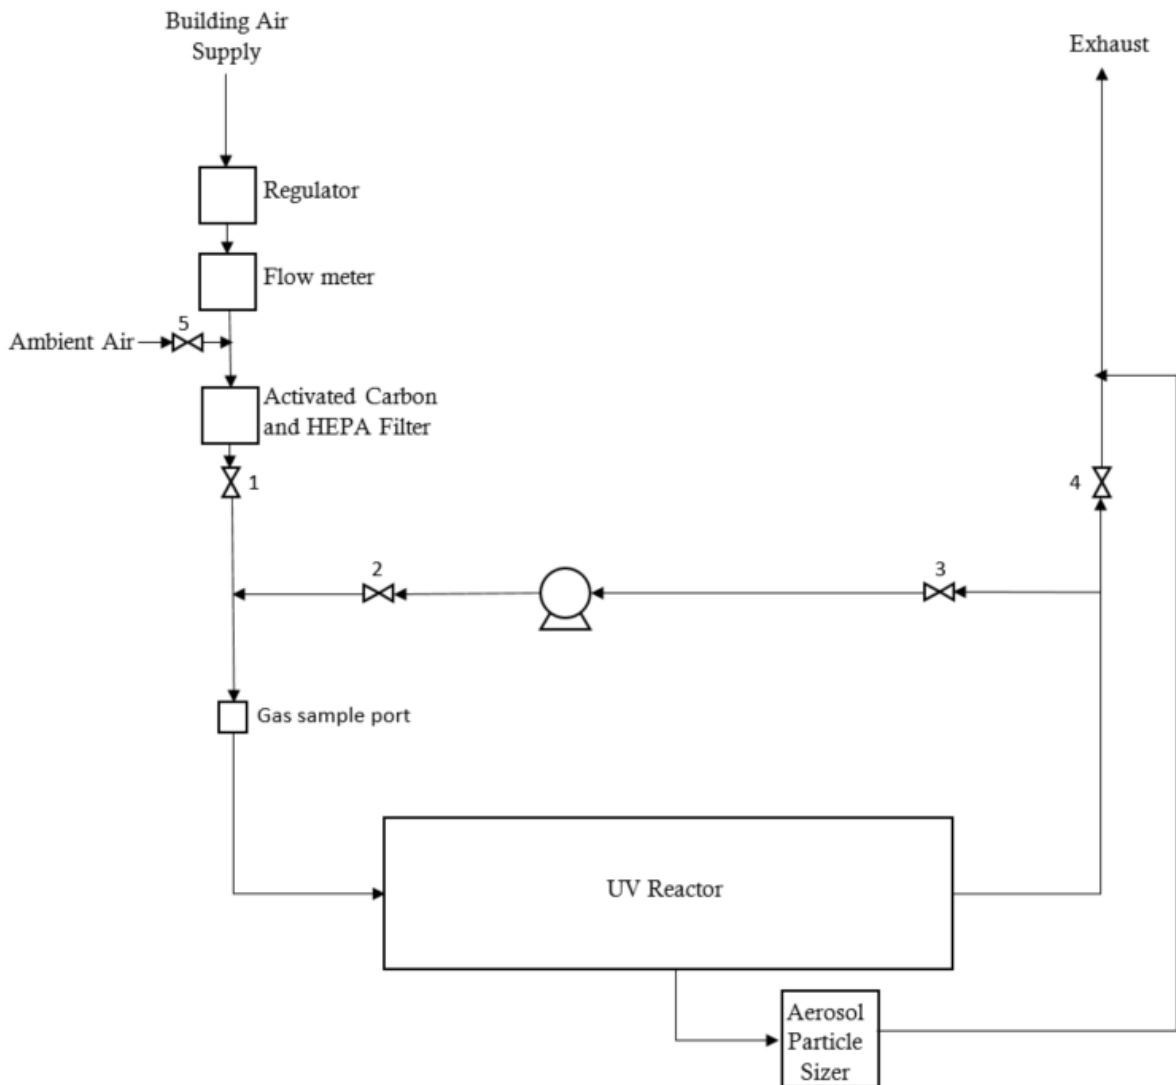 Building Air
Supply
Exhaust
Regulator
Flow meter
5
Ambient Air
Activated Carbon
and HEPA Filter
1
4
2
3
Gas sample port
UV Reactor
Aerosol
Particle
Sizer